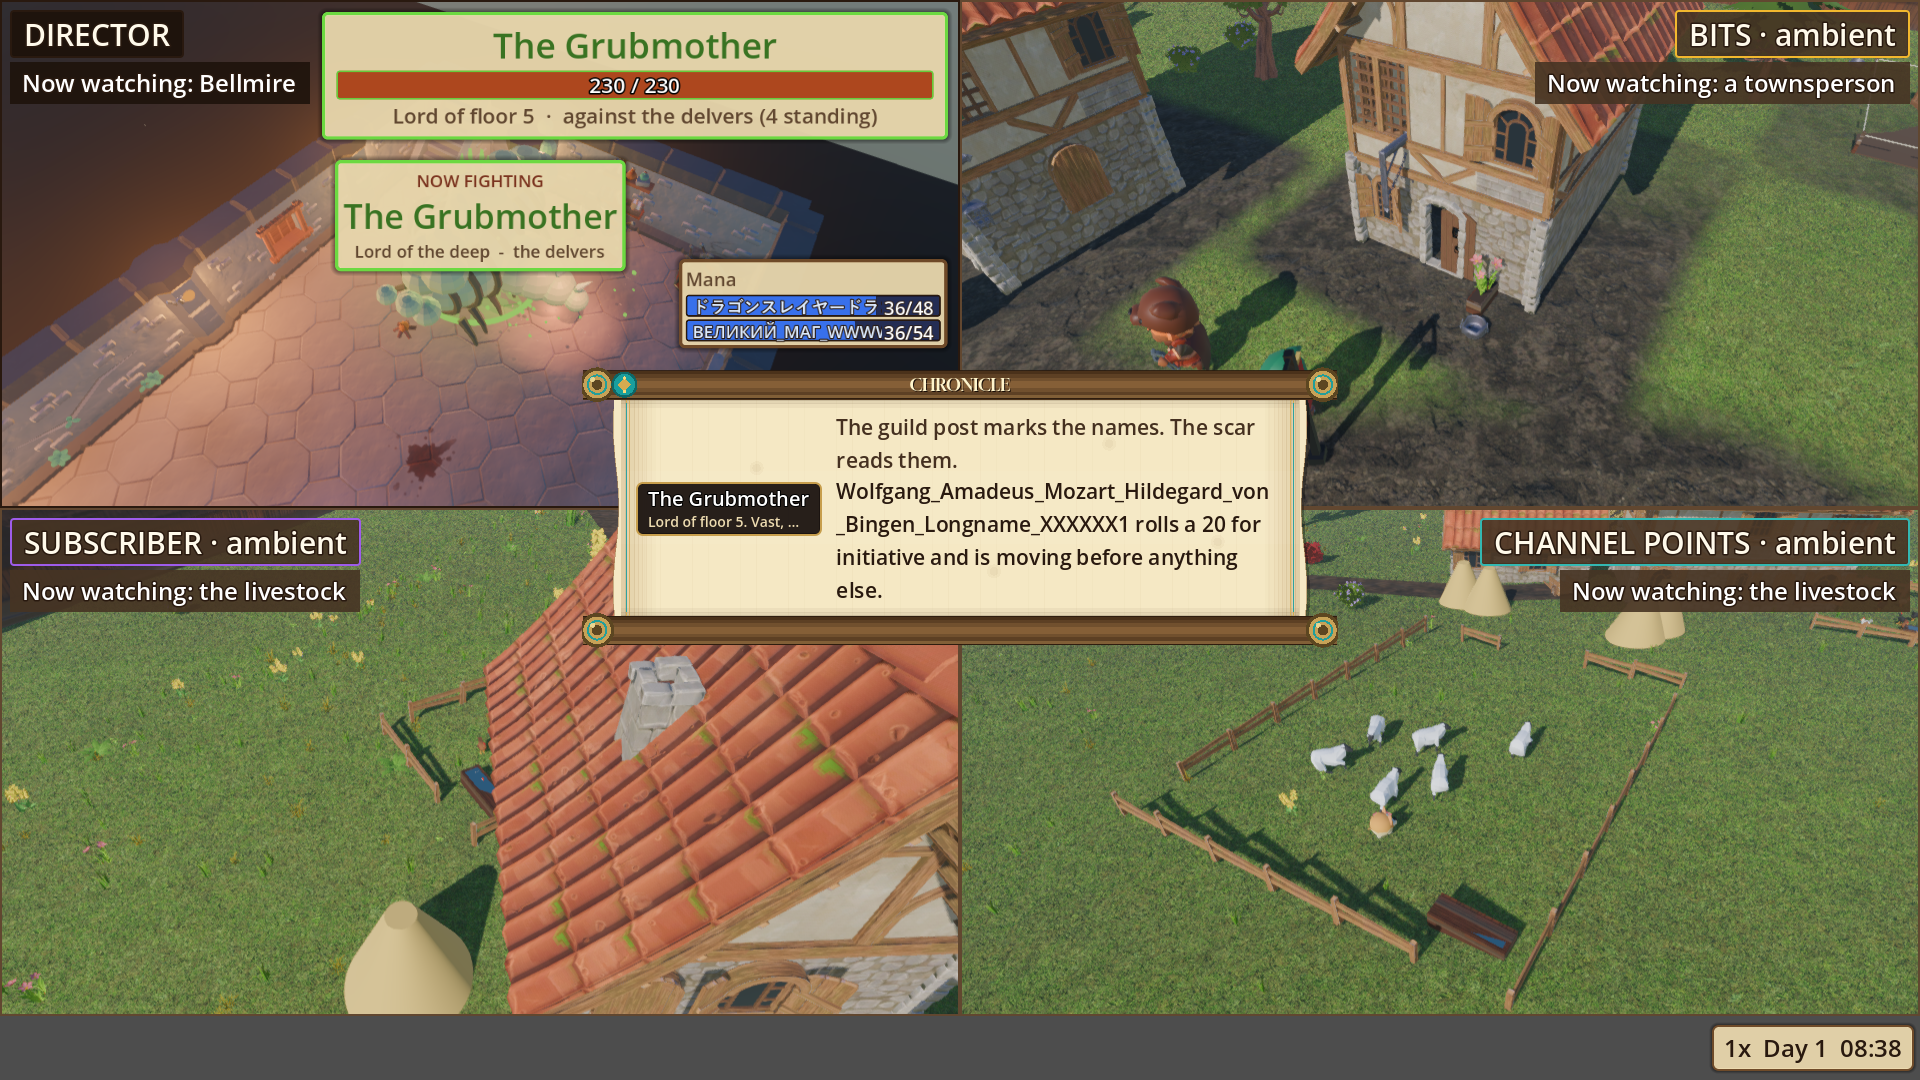 DIRECTOR
Now watching: Bellmire
The Grubmother
230 / 230
Lord of floor 5 · against the delvers (4 standing)
NOW FIGHTING
The Grubmother
Lord of the deep - the delvers
Mana
ドラゴンスレイヤードラ 36/48
ВЕЛИКИЙ_МАГ_WWW 36/54
BITS · ambient
Now watching: a townsperson
CHRONICLE
The guild post marks the names. The scar
reads them.
The Grubmother
Lord of floor 5. Vast, ...
Wolfgang_Amadeus_Mozart_Hildegard_von
_Bingen_Longname_XXXXXX1 rolls a 20 for
initiative and is moving before anything
else.
SUBSCRIBER · ambient
Now watching: the livestock
CHANNEL POINTS · ambient
Now watching: the livestock
1x Day 1 08:38